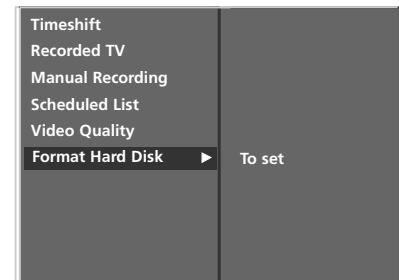 Timeshift
Recorded TV
Manual Recording
Scheduled List
Video Quality
Format Hard Disk ▶ To set